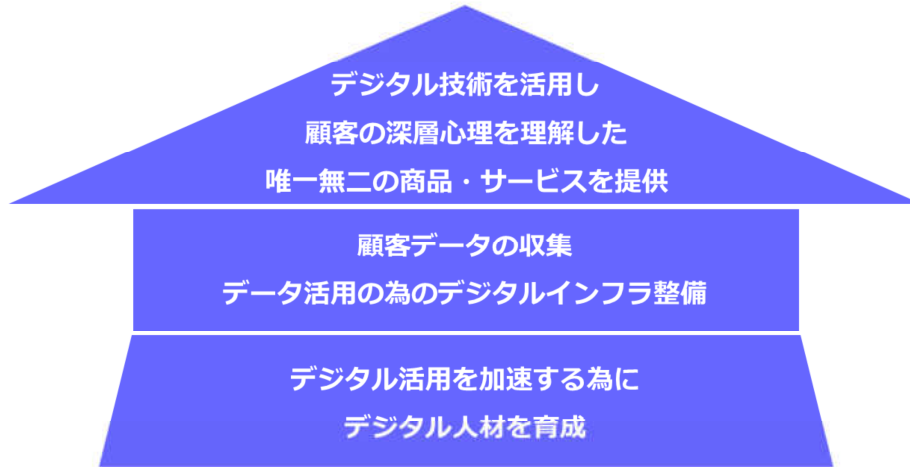 デジタル技術を活用し
顧客の深層心理を理解した
唯一無二の商品・サービスを提供
顧客データの収集
データ活用の為のデジタルインフラ整備
デジタル活用を加速する為に
デジタル人材を育成